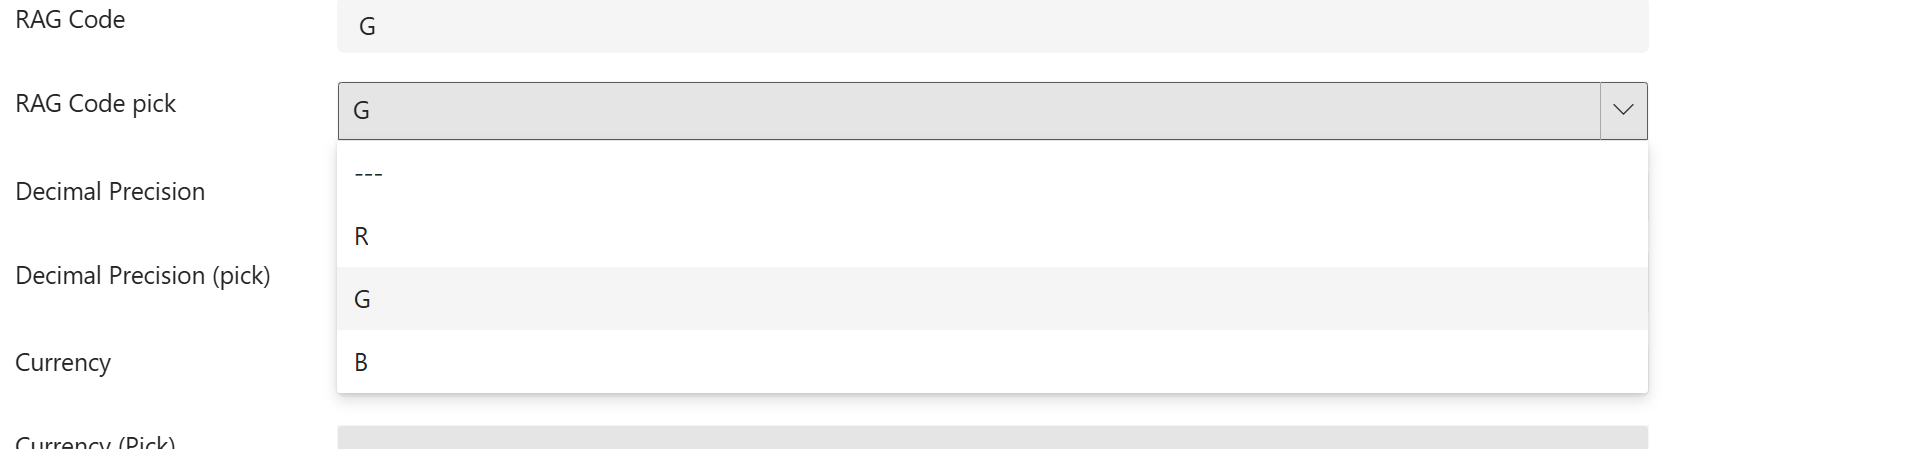 RAG Code
G
RAG Code pick
G
---
R
G
B
Decimal Precision
Decimal Precision (pick)
Currency
Currency (Pick)